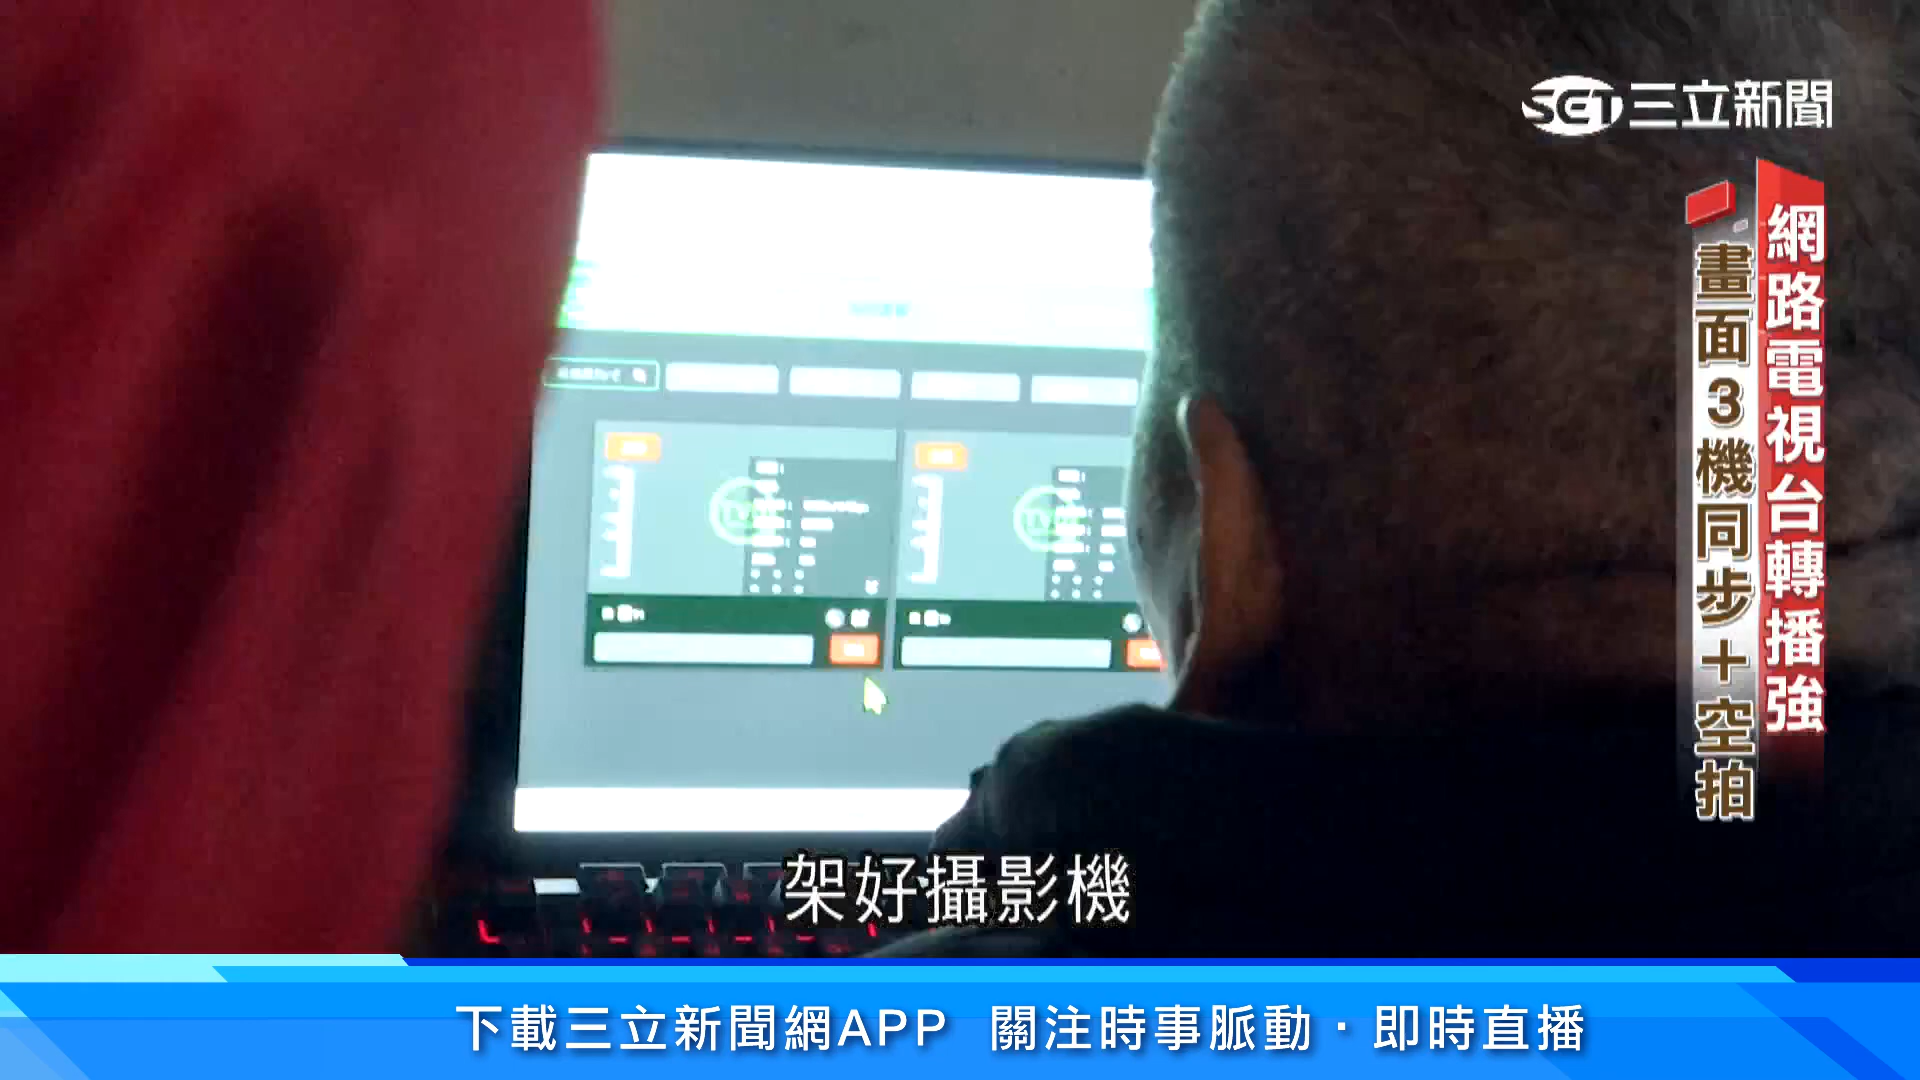 SET三立新聞
網路電視台轉播強
畫面3機同步+空拍
架好攝影機
下載三立新聞網APP 關注時事脈動·即時直播